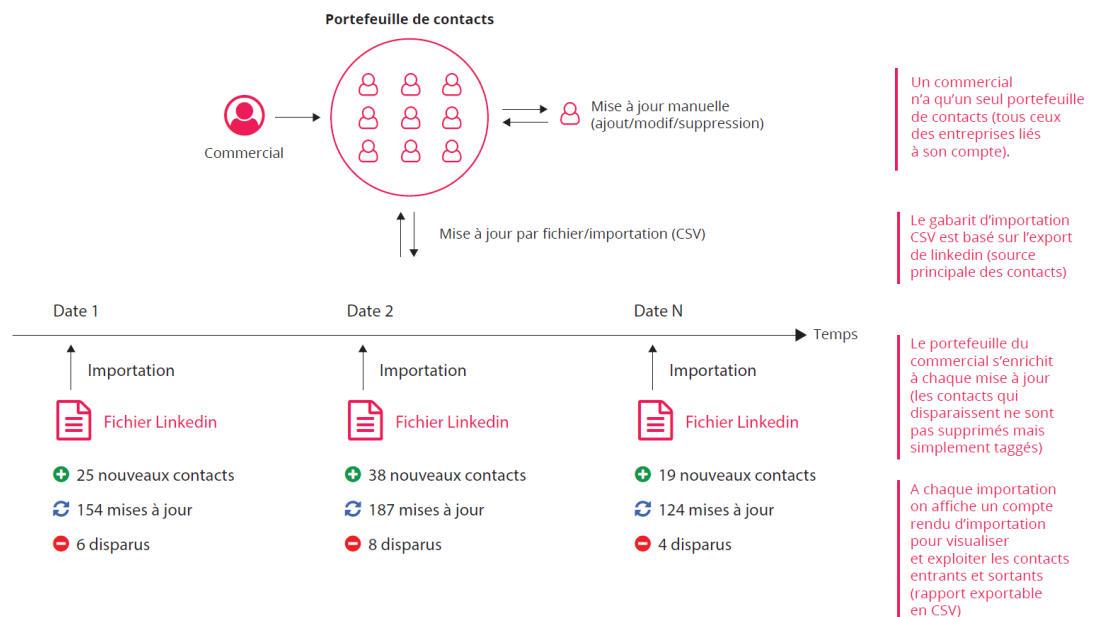 Portefeuille de contacts
Commercial
Mise à jour manuelle
(ajout/modif/suppression)
Un commercial
n'a qu'un seul portefeuille
de contacts (tous ceux
des entreprises liés
à son compte).
Mise à jour par fichier/importation (CSV)
Le gabarit d'importation
CSV est basé sur l'export
de linkedin (source
principale des contacts)
Date 1
Date 2
Date N
Temps
Importation
Importation
Importation
Fichier Linkedin
Fichier Linkedin
Fichier Linkedin
Le portefeuille du
commercial s'enrichit
à chaque mise à jour
(les contacts qui
disparaissent ne sont
pas supprimés mais
simplement taggés)
25 nouveaux contacts
154 mises à jour
6 disparus
38 nouveaux contacts
187 mises à jour
8 disparus
19 nouveaux contacts
124 mises à jour
4 disparus
A chaque importation
on affiche un compte
rendu d'importation
pour visualiser
et exploiter les contacts
entrants et sortants
(rapport exportable
en CSV)